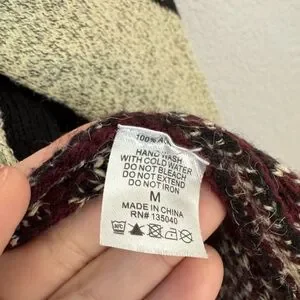 100%
HAND WASH
WITH COLD WATER
DO NOT BLEACH
DO NOT EXTEND
DO NOT IRON
M
MADE IN CHINA
RN# 135040